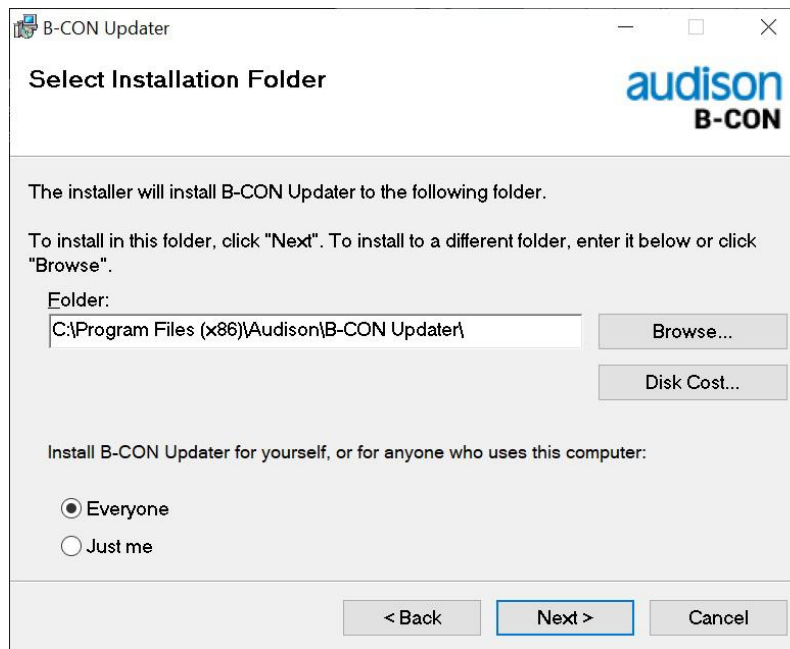 B-CON Updater
Select Installation Folder
audison
B-CON
The installer will install B-CON Updater to the following folder.
To install in this folder, click "Next". To install to a different folder, enter it below or click
"Browse".
Folder:
C:\Program Files (x86)\Audison\B-CON Updater\
Browse...
Disk Cost...
Install B-CON Updater for yourself, or for anyone who uses this computer:
Everyone
Just me
< Back
Next >
Cancel